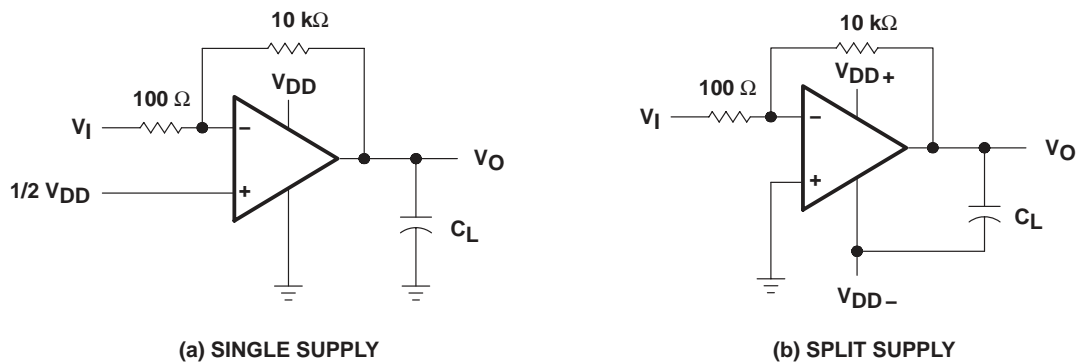 10 kΩ
VDD
100 Ω
VI
−
+
1/2 VDD
VO
CL
(a) SINGLE SUPPLY
10 kΩ
VDD+
100 Ω
VI
−
+
VO
CL
VDD−
(b) SPLIT SUPPLY